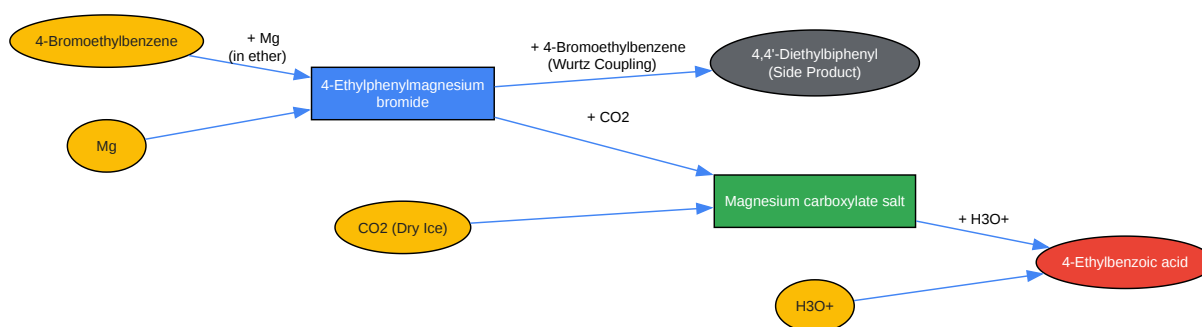 4-Bromoethylbenzene
+ Mg
(in ether)
4-Ethylphenylmagnesium
bromide
+ 4-Bromoethylbenzene
(Wurtz Coupling)
4,4'-Diethylbiphenyl
(Side Product)
Mg
+ CO2
CO2 (Dry Ice)
Magnesium carboxylate salt
+ H3O+
4-Ethylbenzoic acid
H3O+